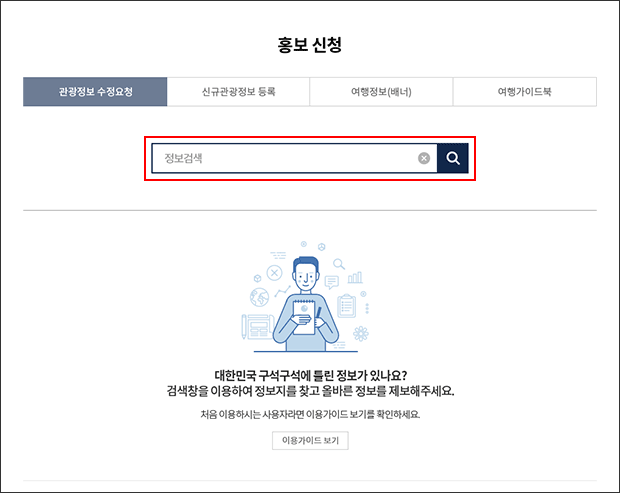 홍보 신청
관광정보 수정요청
신규관광정보 등록
여행정보(배너)
여행가이드북
정보검색
대한민국 구석구석에 틀린 정보가 있나요?
검색창을 이용하여 정보지를 찾고 올바른 정보를 제보해주세요.
처음 이용하시는 사용자라면 이용가이드 보기를 확인하세요.
이용가이드 보기